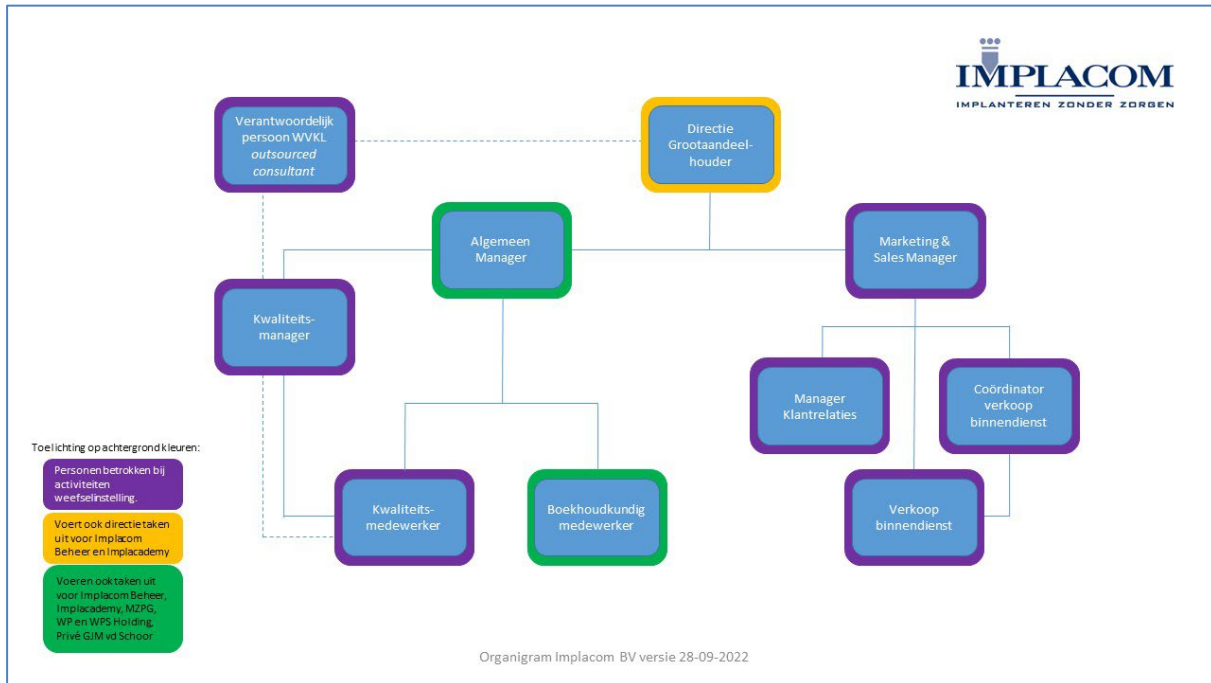 IMPLACOM
IMPLANTEREN ZONDER ZORGEN
Verantwoordelijk
persoon WVKL
outsourced
consultant
Directie
Grootaandeel-
houder
Algemeen
Manager
Marketing &
Sales Manager
Kwaliteits-
manager
Manager
Klantrelaties
Coördinator
verkoop
binnendienst
Kwaliteits-
medewerker
Boekhoudkundig
medewerker
Verkoop
binnendienst
Toelichting op achtergrond kleuren:
Personen betrokken bij
activiteiten
weefselinstelling.
Voert ook directie taken
uit voor Implacom
Beheer en Implacademy
Voeren ook taken uit
voor Implacom Beheer,
Implacademy, MZPG,
WP en WPS Holding,
Privé GJM vd Schoor
Organigram Implacom BV versie 28-09-2022